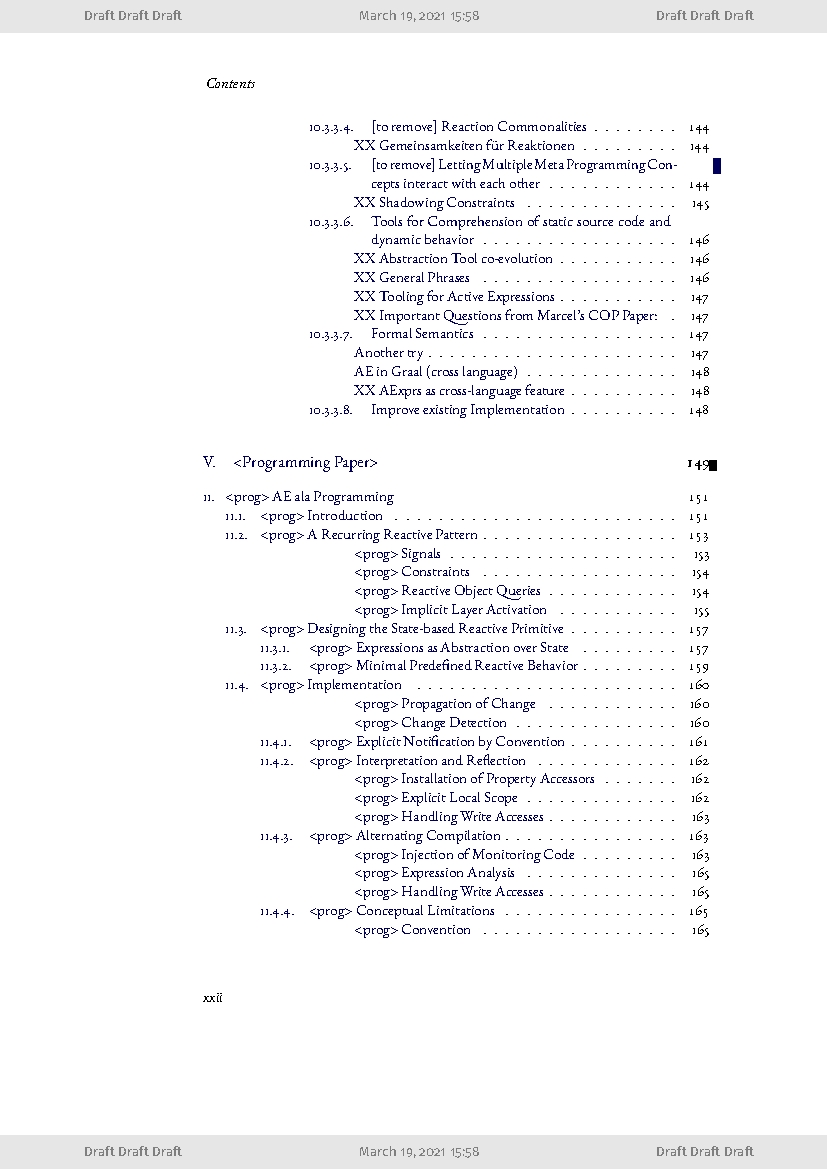 Draft Draft Draft March 19, 2021 15:58 Draft Draft Draft
Contents
10.3.3.4. [to remove] Reaction Commonalities . . . . . . . . 144
XX Gemeinsamkeiten für Reaktionen . . . . . . . . . 144
10.3.3.5. [to remove] Letting Multiple Meta Programming Con-
cepts interact with each other . . . . . . . . . . . . 144
XX Shadowing Constraints . . . . . . . . . . . . . . 145
10.3.3.6. Tools for Comprehension of static source code and
dynamic behavior . . . . . . . . . . . . . . . . . . 146
XX Abstraction Tool co-evolution . . . . . . . . . . . 146
XX General Phrases . . . . . . . . . . . . . . . . . . 146
XX Tooling for Active Expressions . . . . . . . . . . . 147
XX Important Questions from Marcel's COP Paper: . 147
10.3.3.7. Formal Semantics . . . . . . . . . . . . . . . . . . 147
Another try . . . . . . . . . . . . . . . . . . . . . . . 147
AE in Graal (cross language) . . . . . . . . . . . . . . 148
XX AExprs as cross-language feature . . . . . . . . . . 148
10.3.3.8. Improve existing Implementation . . . . . . . . . . 148
V. <Programming Paper> 149
11. <prog> AE ala Programming 151
11.1. <prog> Introduction . . . . . . . . . . . . . . . . . . . . . . . . . . 151
11.2. <prog> A Recurring Reactive Pattern . . . . . . . . . . . . . . . . . . 153
<prog> Signals . . . . . . . . . . . . . . . . . . . . . 153
<prog> Constraints . . . . . . . . . . . . . . . . . . 154
<prog> Reactive Object Queries . . . . . . . . . . . . 154
<prog> Implicit Layer Activation . . . . . . . . . . . 155
11.3. <prog> Designing the State-based Reactive Primitive . . . . . . . . . . 157
11.3.1. <prog> Expressions as Abstraction over State . . . . . . . . . 157
11.3.2. <prog> Minimal Predefined Reactive Behavior . . . . . . . . . 159
11.4. <prog> Implementation . . . . . . . . . . . . . . . . . . . . . . . . 160
<prog> Propagation of Change . . . . . . . . . . . . 160
<prog> Change Detection . . . . . . . . . . . . . . . 160
11.4.1. <prog> Explicit Notification by Convention . . . . . . . . . . 161
11.4.2. <prog> Interpretation and Reflection . . . . . . . . . . . . . 162
<prog> Installation of Property Accessors . . . . . . . 162
<prog> Explicit Local Scope . . . . . . . . . . . . . . 162
<prog> Handling Write Accesses . . . . . . . . . . . . 163
11.4.3. <prog> Alternating Compilation . . . . . . . . . . . . . . . . 163
<prog> Injection of Monitoring Code . . . . . . . . . 163
<prog> Expression Analysis . . . . . . . . . . . . . . 165
<prog> Handling Write Accesses . . . . . . . . . . . . 165
11.4.4. <prog> Conceptual Limitations . . . . . . . . . . . . . . . . 165
<prog> Convention . . . . . . . . . . . . . . . . . . 165
xxii
Draft Draft Draft March 19, 2021 15:58 Draft Draft Draft